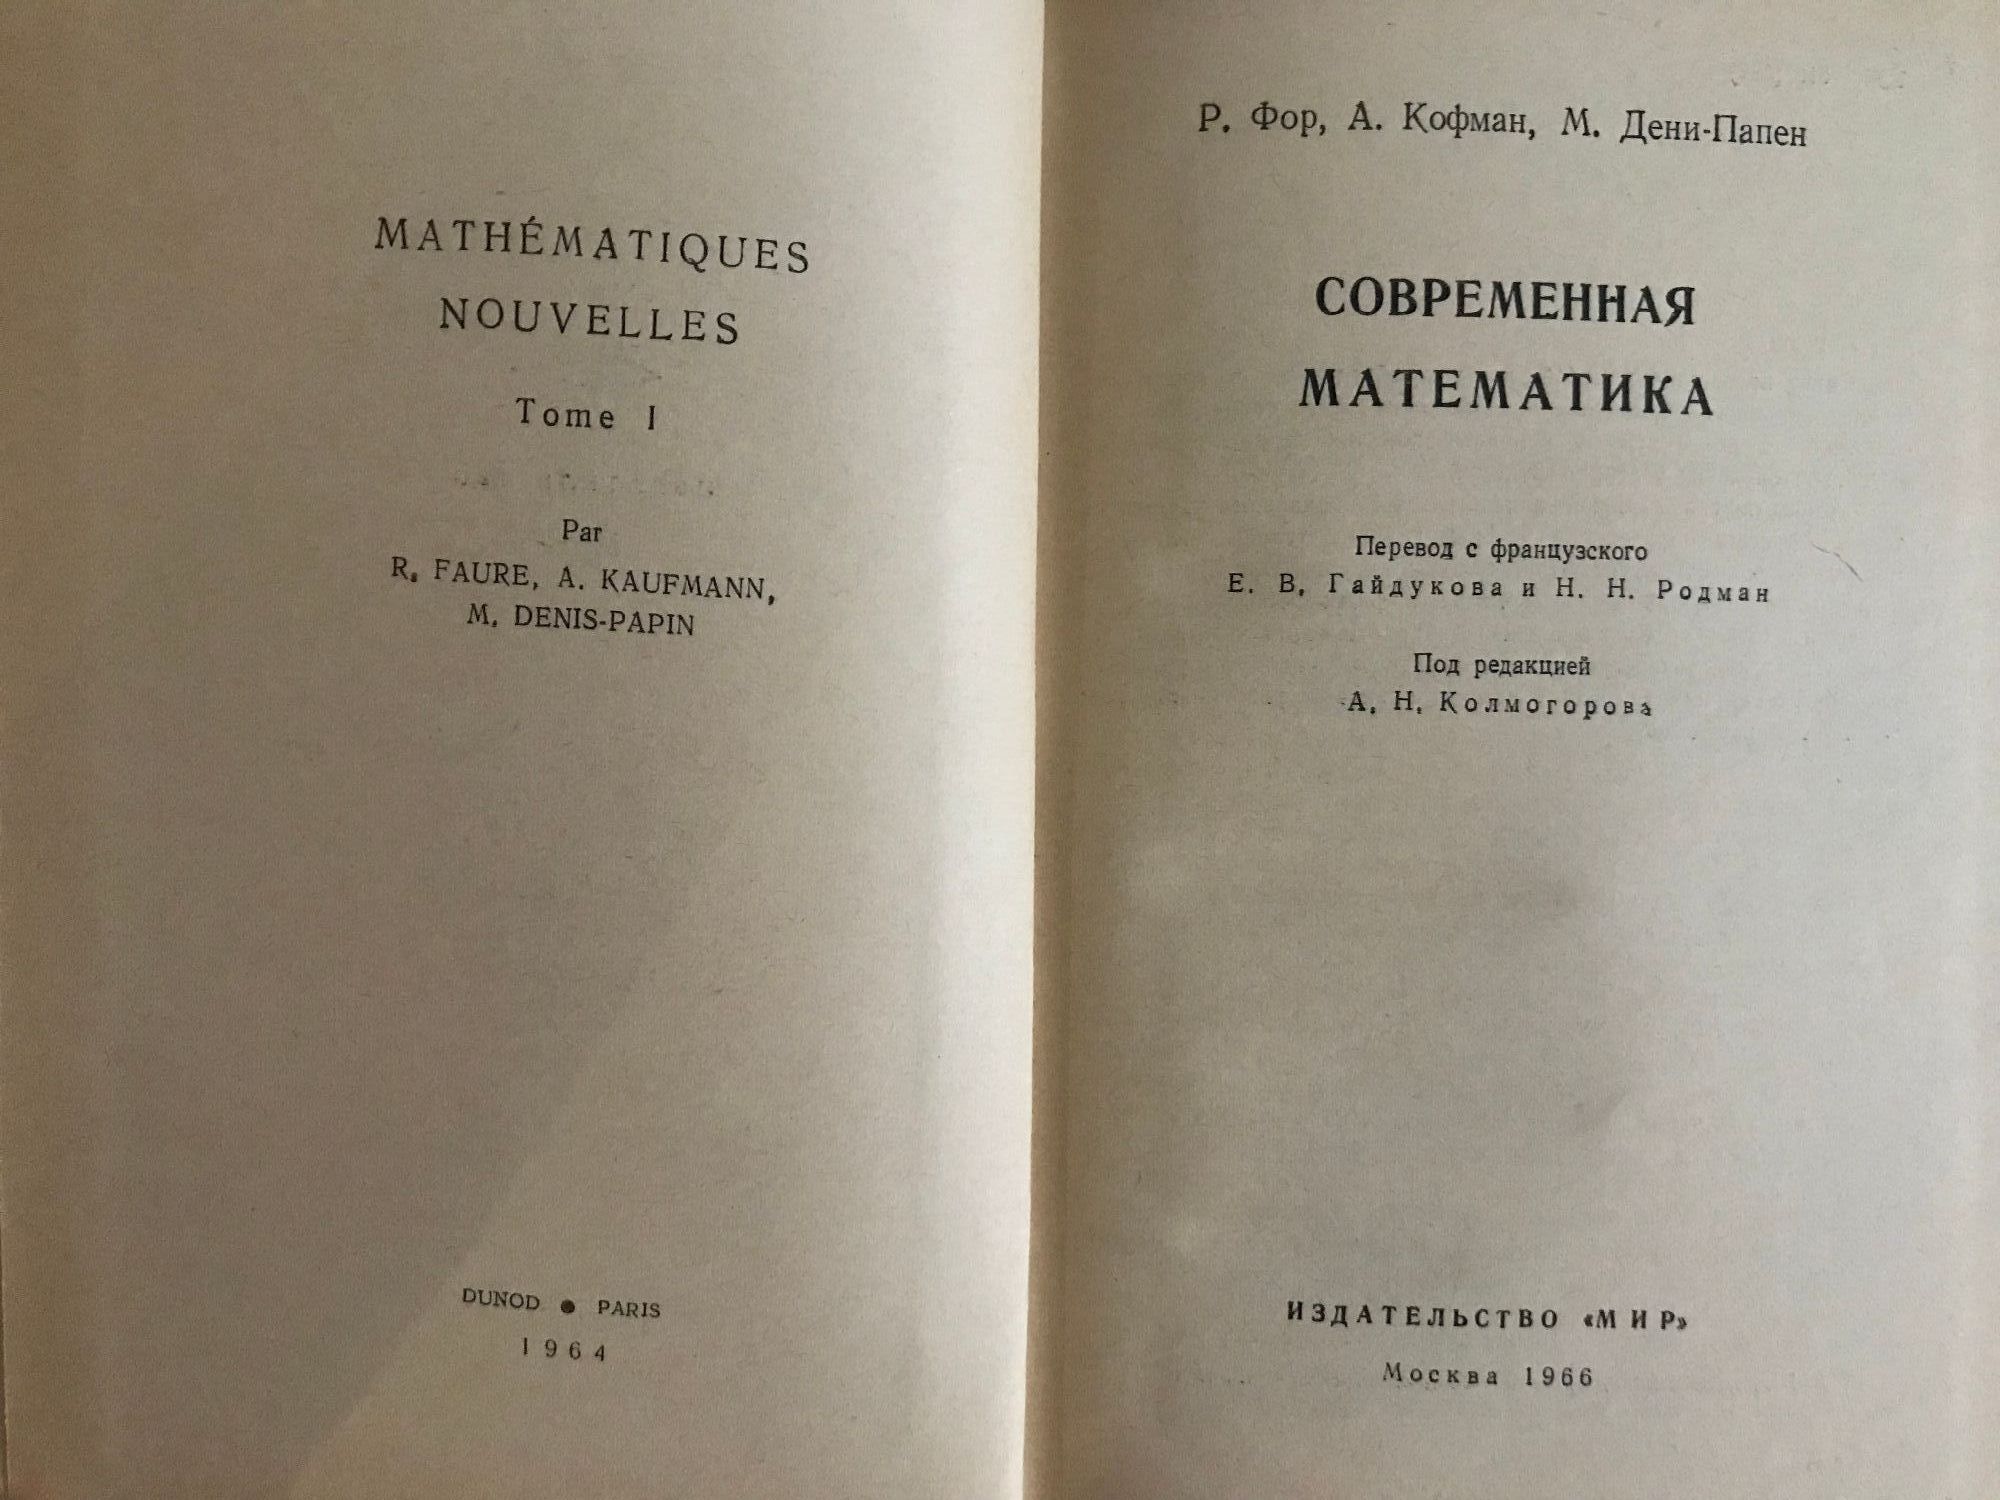 MATHÉMATIQUES
NOUVELLES
Tome I
Par
R. FAURE, A. KAUFMANN,
M. DENIS-PAPIN
DUNOD ● PARIS
1964
Р. Фор, А. Кофман, М. Дени-Папен
СОВРЕМЕННАЯ
МАТЕМАТИКА
Перевод с французского
Е. В. Гайдукова и Н. Н. Родман
Под редакцией
А. Н. Колмогорова
ИЗДАТЕЛЬСТВО «МИР»
Москва 1966